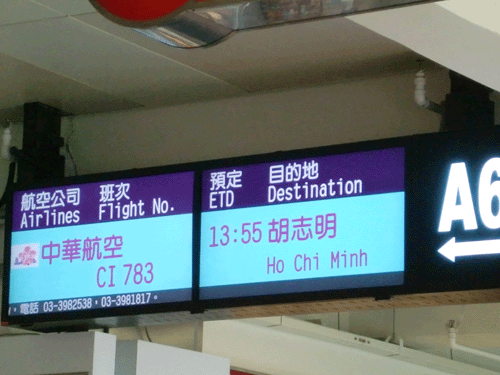 航空公司 班次
Airlines Flight No.
中華航空
CI 783
，電話 03-3982538，03-3981817。
預定 目的地
ETD Destination
13:55 胡志明
Ho Chi Minh
A6